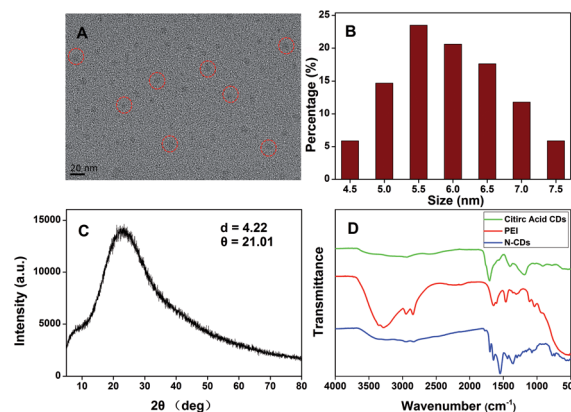 A
20 nm
B
Percentage (%)
25
20
15
10
5
0
4.5 5.0 5.5 6.0 6.5 7.0 7.5
Size (nm)
C
d = 4.22
θ = 21.01
Intensity (a.u.)
15000
10000
5000
0
10 20 30 40 50 60 70 80
2θ （deg）
D
Citirc Acid CDs
PEI
N-CDs
Transmittance
4000 3500 3000 2500 2000 1500 1000 500
Wavenumber (cm⁻¹)